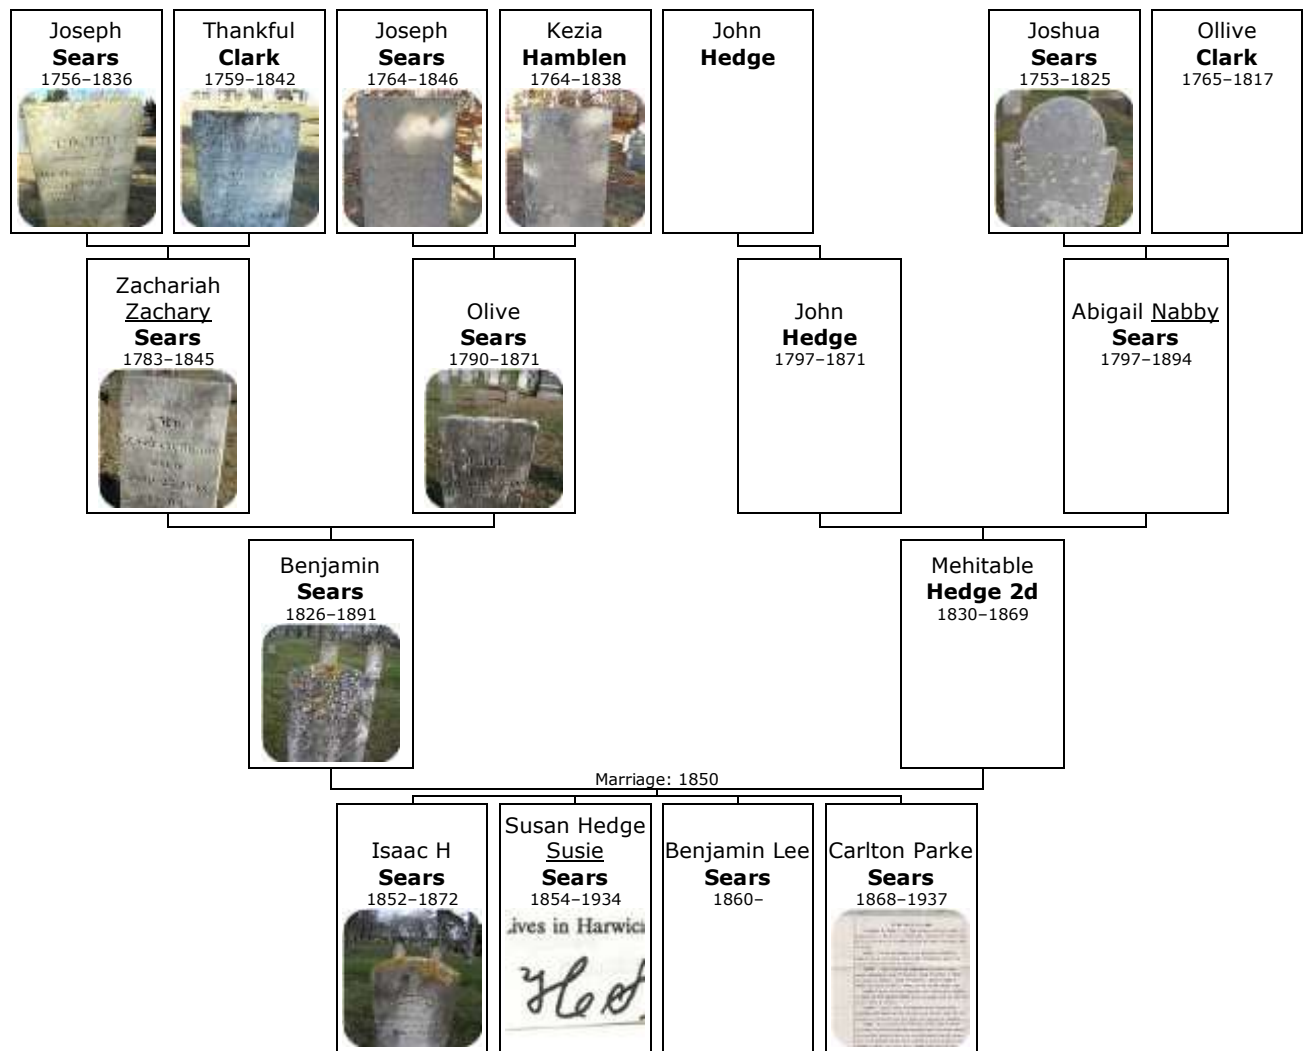 Joseph
Sears
1756–1836
Thankful
Clark
1759–1842
Joseph
Sears
1764–1846
Kezia
Hamblen
1764–1838
John
Hedge
Joshua
Sears
1753–1825
Ollive
Clark
1765–1817
Zachariah
Zachary
Sears
1783–1845
Olive
Sears
1790–1871
John
Hedge
1797–1871
Abigail Nabby
Sears
1797–1894
Benjamin
Sears
1826–1891
Mehitable
Hedge 2d
1830–1869
Marriage: 1850
Isaac H
Sears
1852–1872
Susan Hedge
Susie
Sears
1854–1934
ives in Harwic
Benjamin Lee
Sears
1860–
Carlton Parke
Sears
1868–1937